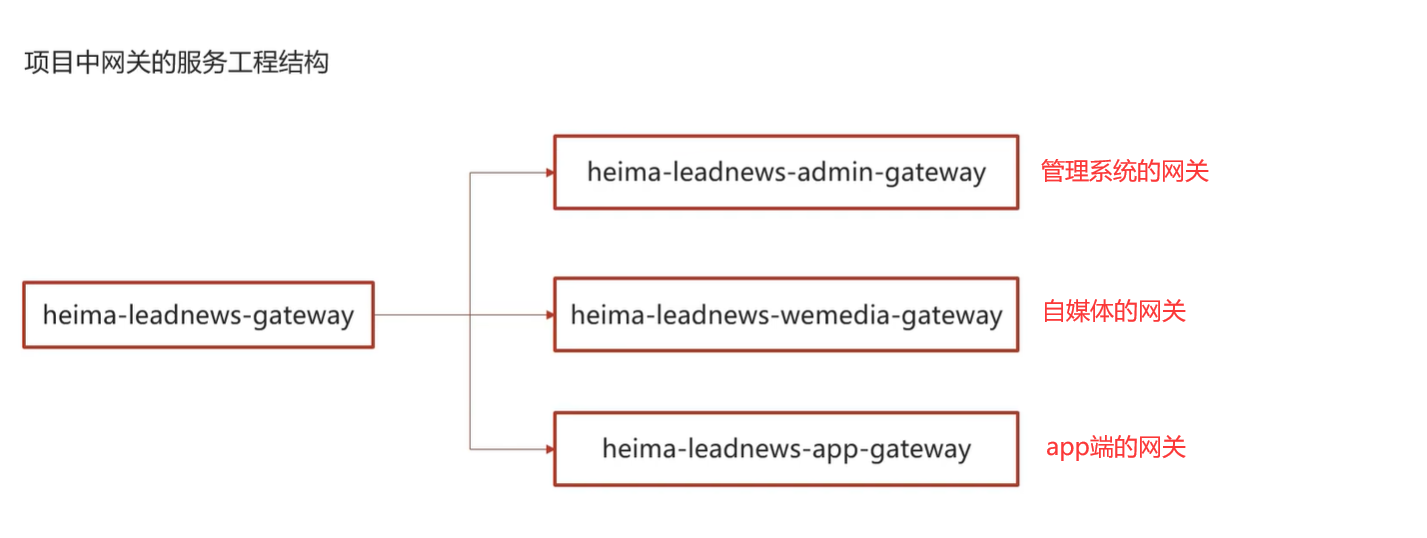 项目中网关的服务工程结构
heima-leadnews-admin-gateway
管理系统的网关
heima-leadnews-gateway
heima-leadnews-wemedia-gateway
自媒体的网关
heima-leadnews-app-gateway
app端的网关